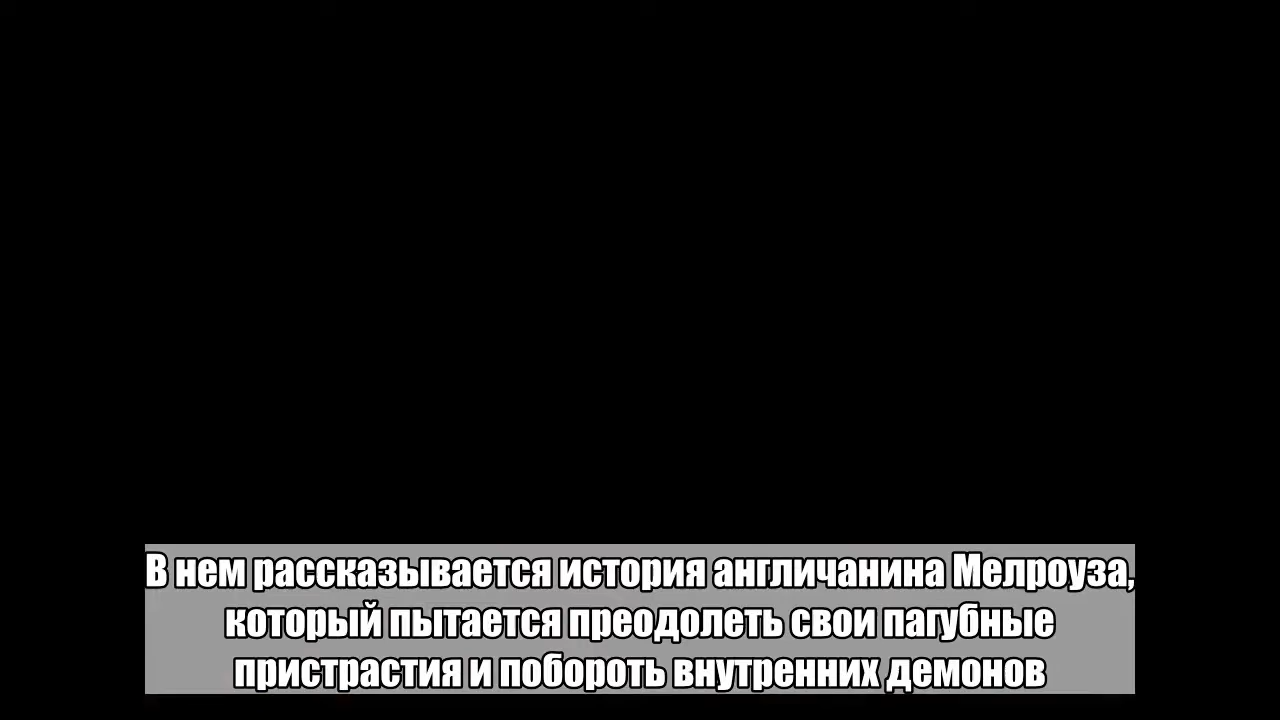 В нем рассказывается история англичанина Мелроуза,
который пытается преодолеть свои пагубные
пристрастия и побороть внутренних демонов